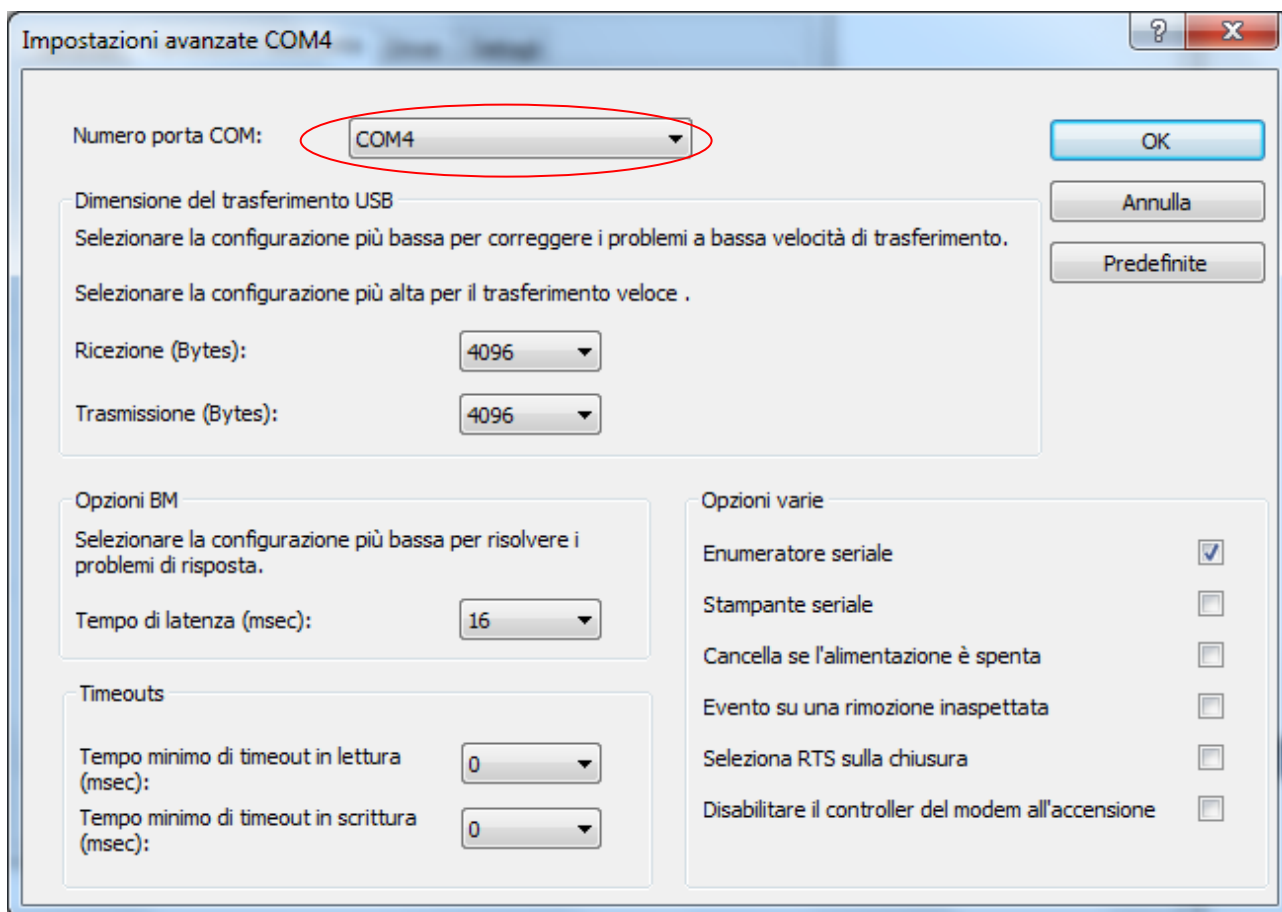 Impostazioni avanzate COM4
Numero porta COM:
COM4
OK
Annulla
Predefinite
Dimensione del trasferimento USB
Selezionare la configurazione più bassa per correggere i problemi a bassa velocità di trasferimento.
Selezionare la configurazione più alta per il trasferimento veloce .
Ricezione (Bytes):
4096
Trasmissione (Bytes):
4096
Opzioni BM
Selezionare la configurazione più bassa per risolvere i
problemi di risposta.
Tempo di latenza (msec):
16
Timeouts
Tempo minimo di timeout in lettura
(msec):
0
Tempo minimo di timeout in scrittura
(msec):
0
Opzioni varie
Enumeratore seriale
Stampante seriale
Cancella se l'alimentazione è spenta
Evento su una rimozione inaspettata
Seleziona RTS sulla chiusura
Disabilitare il controller del modem all'accensione